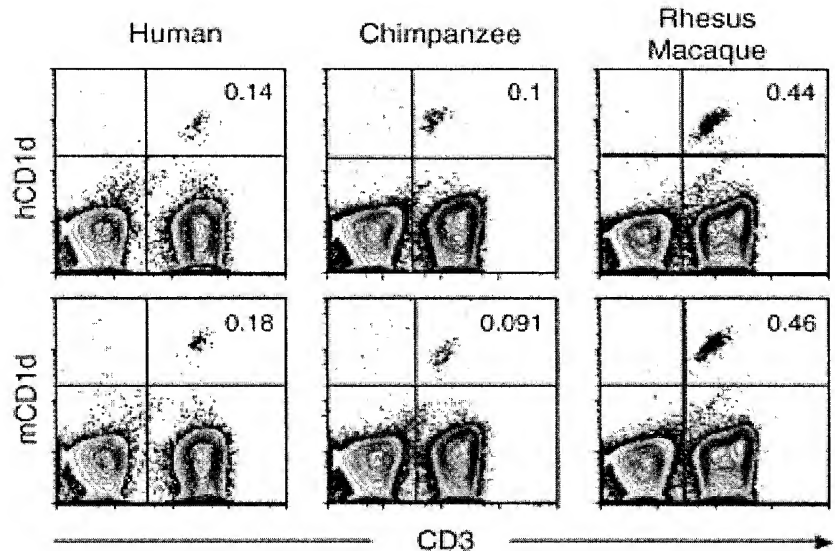 Human
Chimpanzee
Rhesus
Macaque
hCD1d
0.14
0.1
0.44
mCD1d
0.18
0.091
0.46
CD3